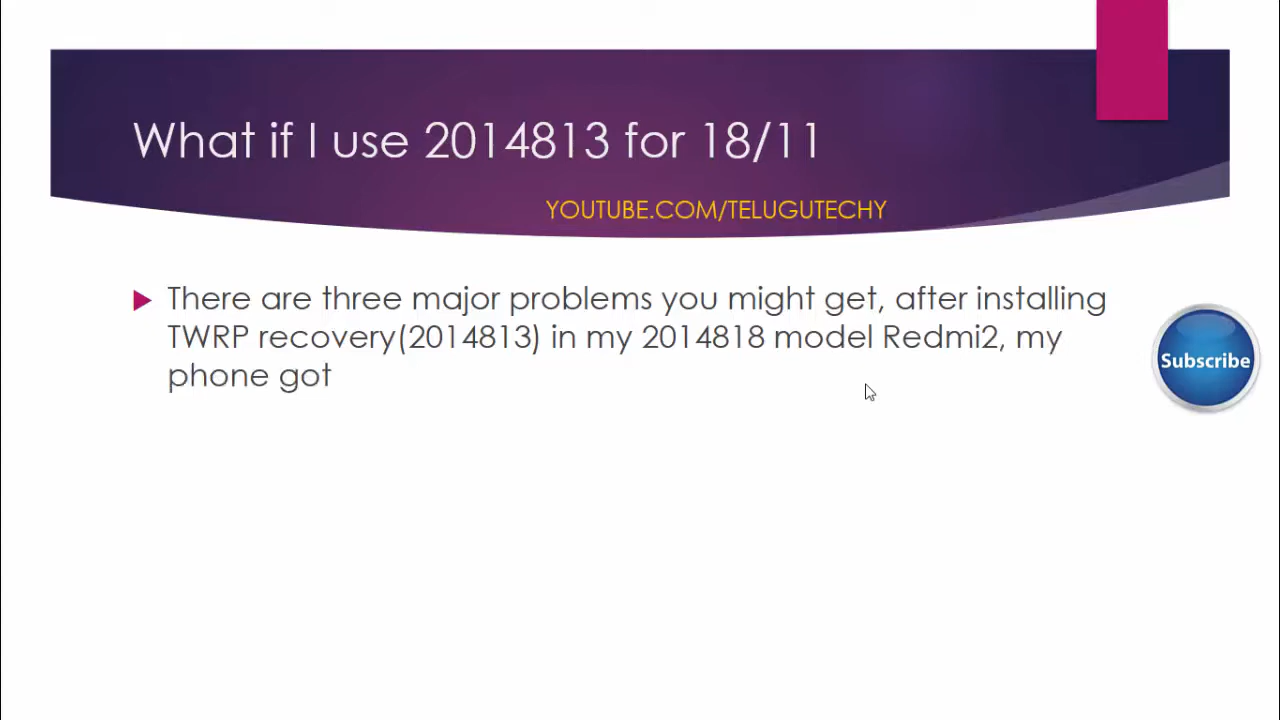 What if I use 2014813 for 18/11
YOUTUBE.COM/TELUGUTECHY
There are three major problems you might get, after installing
TWRP recovery(2014813) in my 2014818 model Redmi2, my
phone got
Subscribe